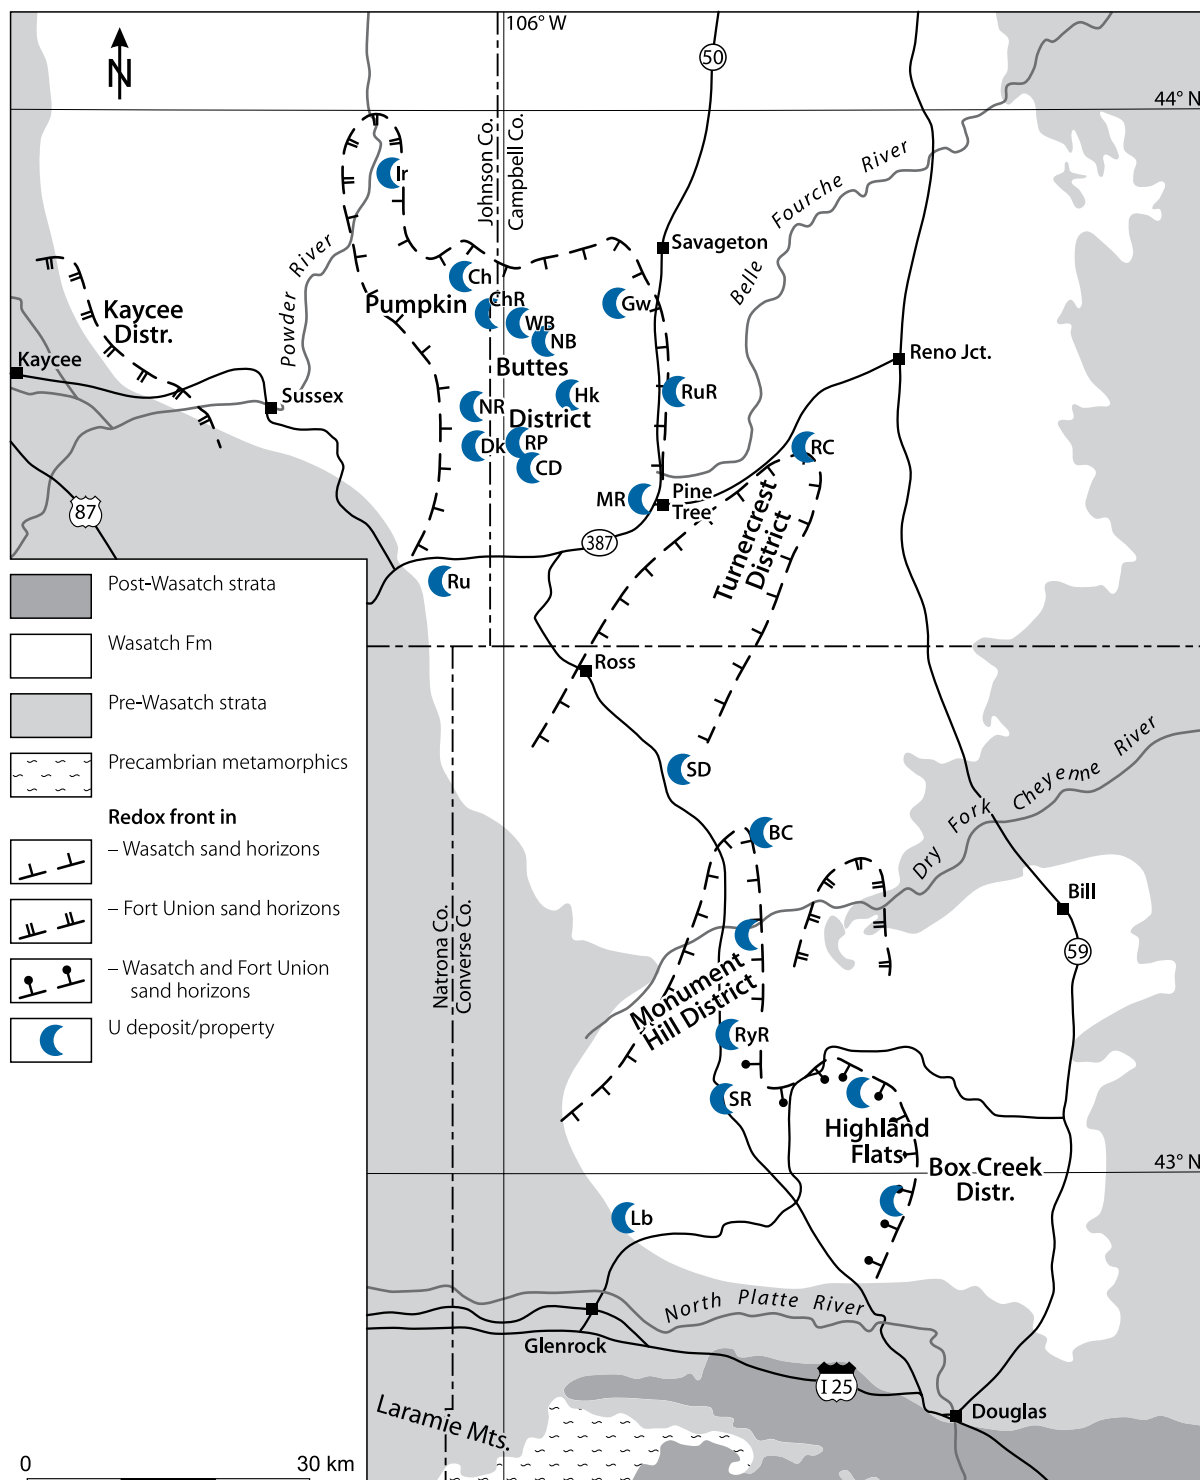 106° W
N
50
44° N
Johnson Co.
Campbell Co.
Belle Fourche River
Ir
Powder River
Savageton
Ch
Kaycee
Distr.
Pumpkin
ChR
Gw
WB
NB
Kaycee
Buttes
Reno Jct.
Sussex
NR
Hk
RuR
District
Dk
RP
RC
CD
87
MR
Pine
Tree
Turnercrest
District
387
Ru
Post-Wasatch strata
Wasatch Fm
Ross
Pre-Wasatch strata
Precambrian metamorphics
SD
Dry Fork Cheyenne River
Redox front in
– Wasatch sand horizons
BC
– Fort Union sand horizons
Bill
Natrona Co.
Converse Co.
59
– Wasatch and Fort Union
sand horizons
Monument
Hill District
U deposit/property
RyR
SR
Highland
Flats
Box Creek
Distr.
43° N
Lb
North Platte River
Glenrock
I 25
Laramie Mts.
Douglas
0
30 km